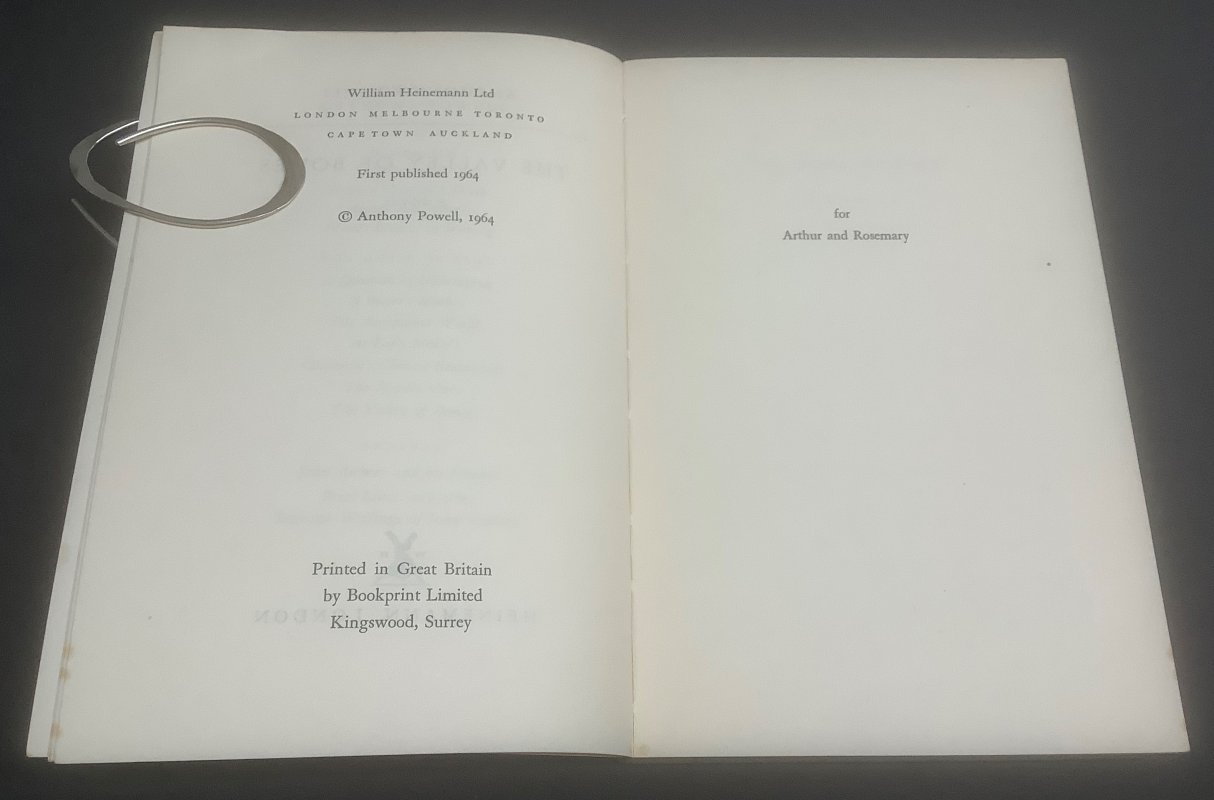 William Heinemann Ltd
LONDON MELBOURNE TORONTO
CAPE TOWN AUCKLAND
First published 1964
© Anthony Powell, 1964
Printed in Great Britain
by Bookprint Limited
Kingswood, Surrey
for
Arthur and Rosemary